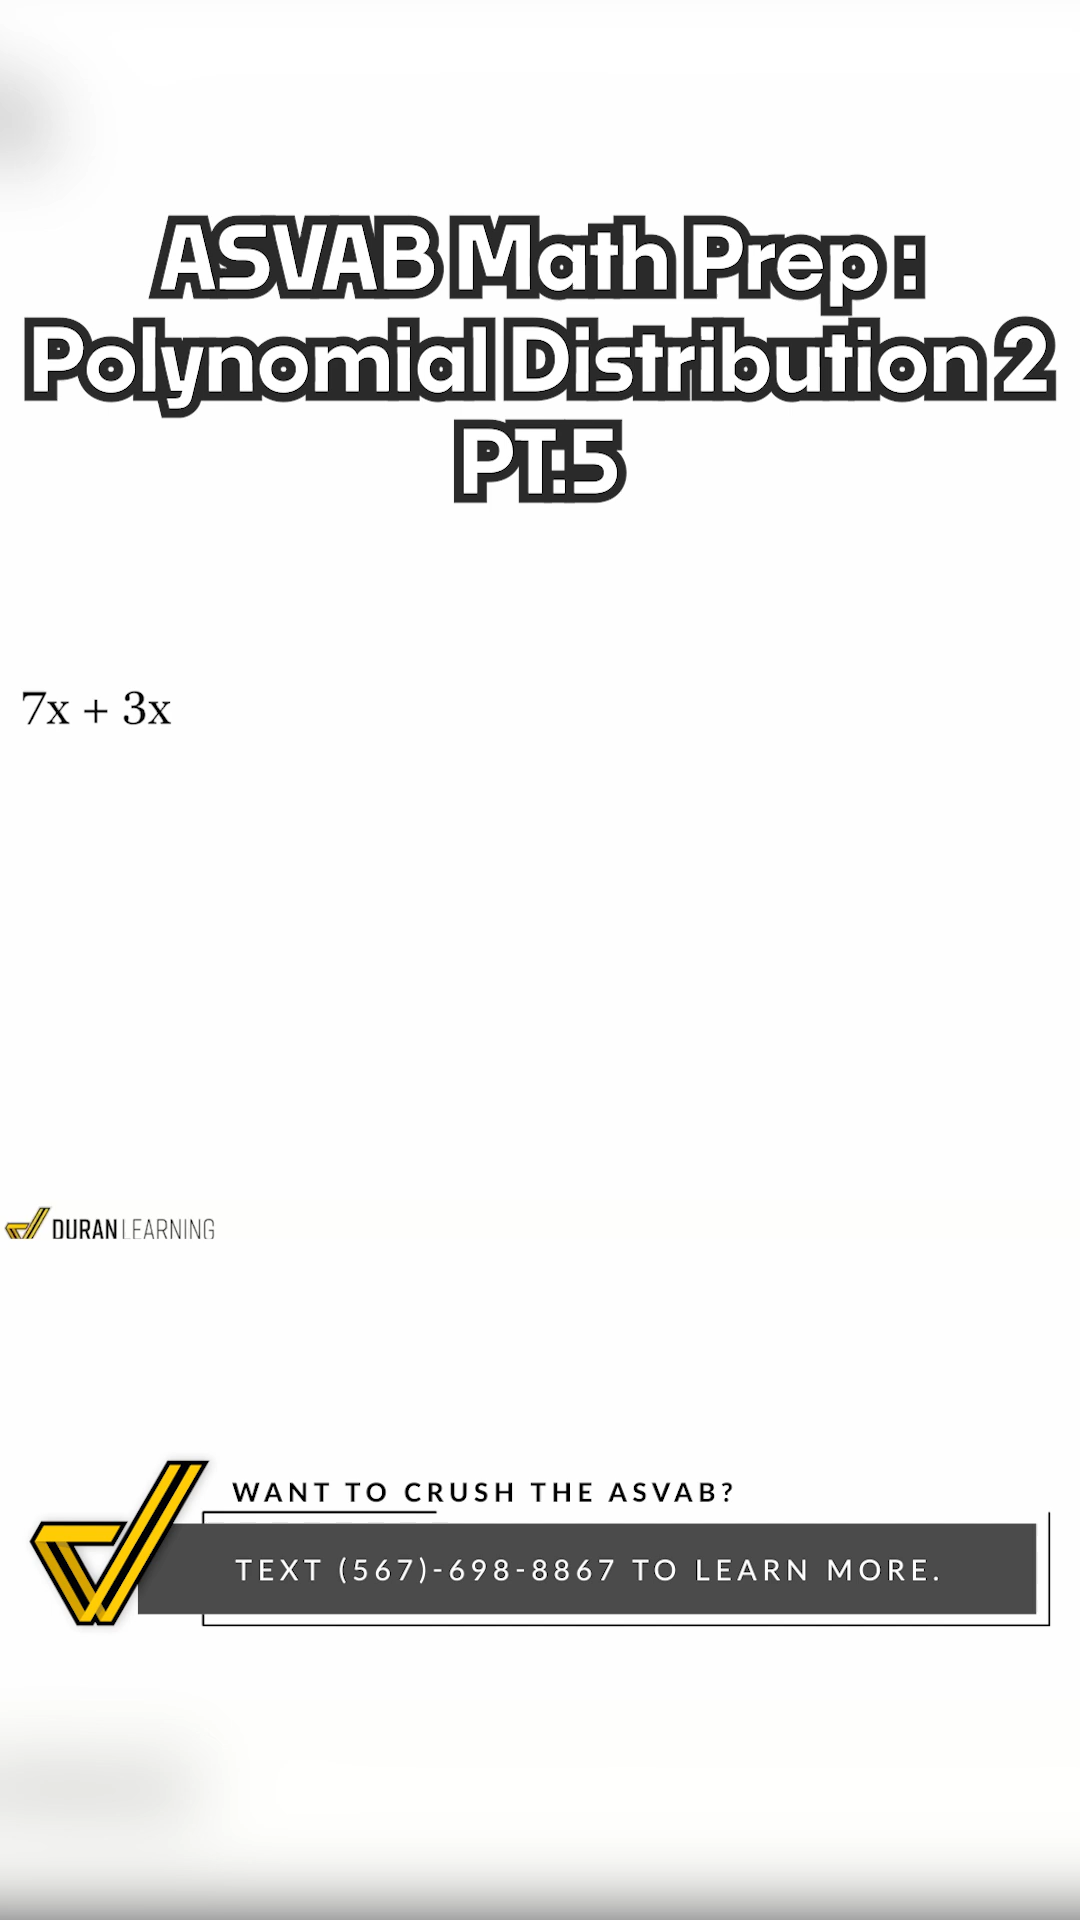 ASVAB Math Prep :
Polynomial Distribution 2
PT:5
7x + 3x
DURAN LEARNING
WANT TO CRUSH THE ASVAB?
TEXT (567)-698-8867 TO LEARN MORE.